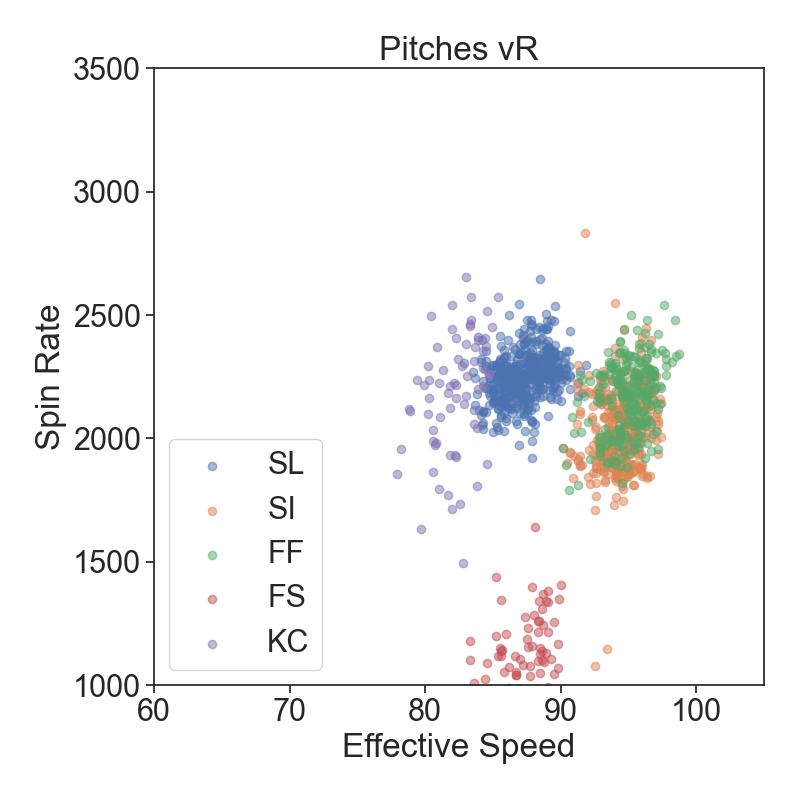 Pitches vR
3500
3000
2500
2000
1500
1000
Spin Rate
SL
SI
FF
FS
KC
60 70 80 90 100
Effective Speed